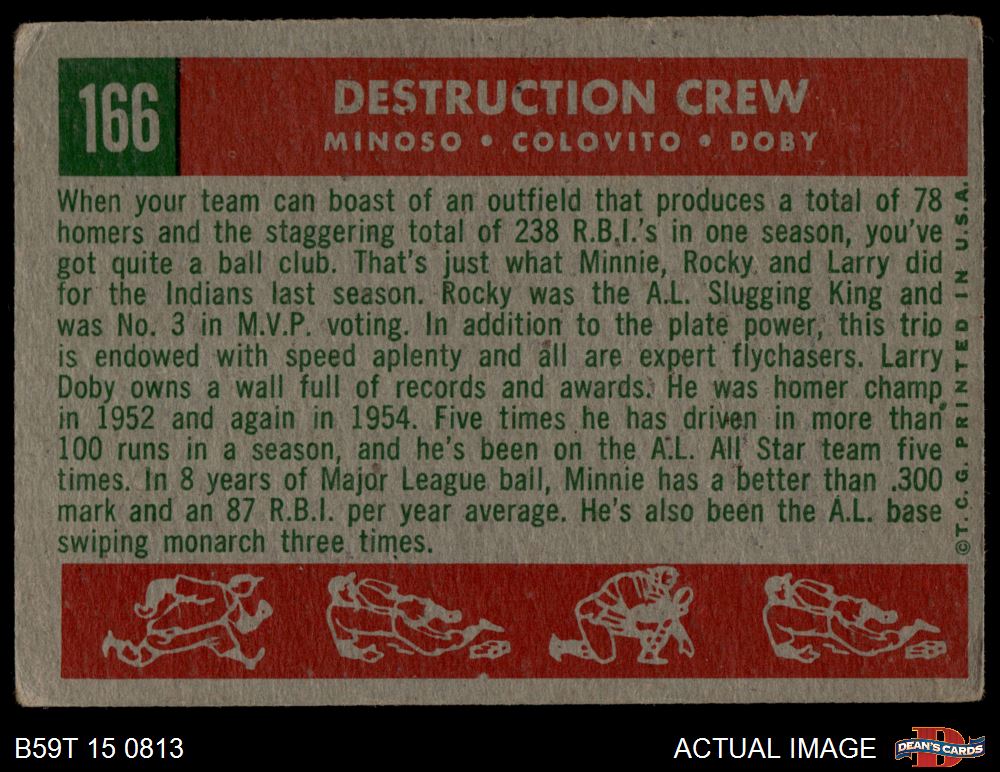 166
DESTRUCTION CREW
MINOSO • COLOVITO • DOBY
When your team can boast of an outfield that produces a total of 78
homers and the staggering total of 238 R.B.I.'s in one season, you've
got quite a ball club. That's just what Minnie, Rocky and Larry did
for the Indians last season. Rocky was the A.L. Slugging King and
was No. 3 in M.V.P. voting. In addition to the plate power, this trio
is endowed with speed aplenty and all are expert flychasers. Larry
Doby owns a wall full of records and awards. He was homer champ
in 1952 and again in 1954. Five times he has driven in more than
100 runs in a season, and he's been on the A.L. All Star team five
times. In 8 years of Major League ball, Minnie has a better than .300
mark and an 87 R.B.I. per year average. He's also been the A.L. base
swiping monarch three times.
©T. C. G. PRINTED IN U.S.A.
B59T 15 0813
ACTUAL IMAGE
DEAN'S CARDS